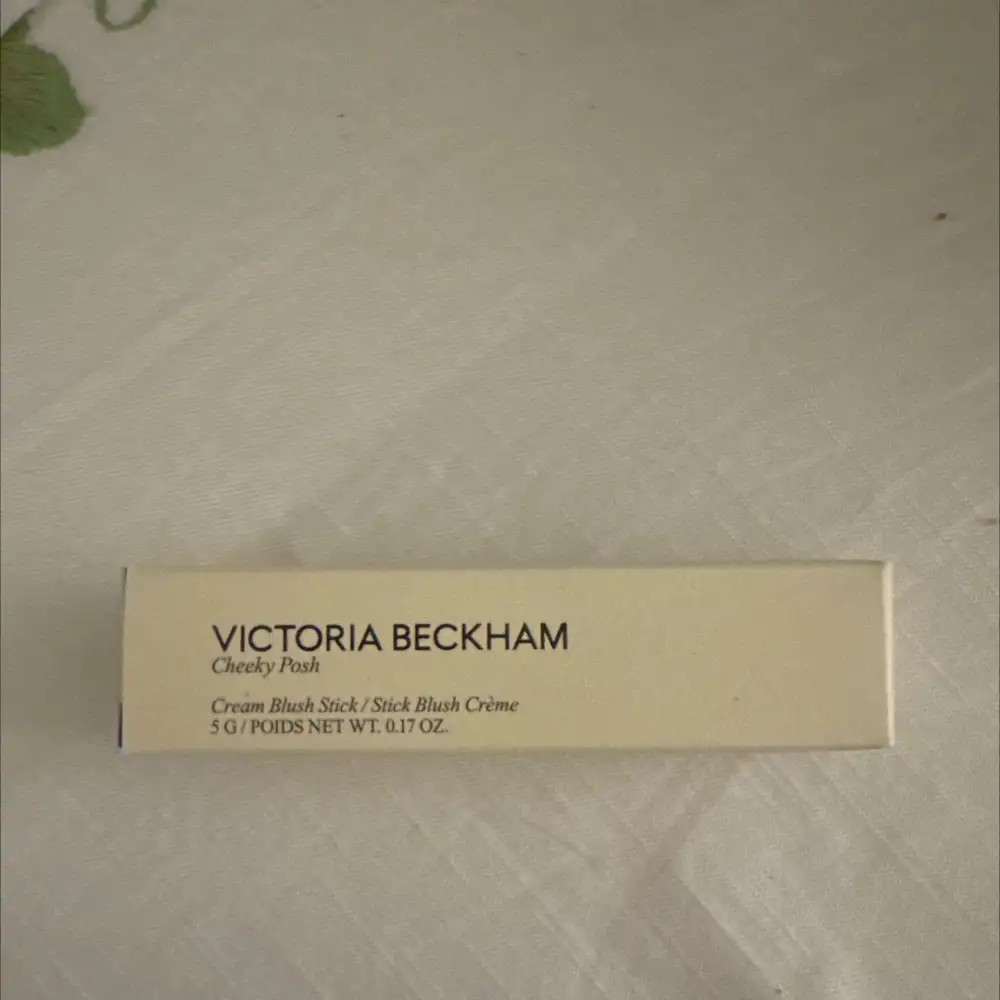 VICTORIA BECKHAM
Cheeky Posh
Cream Blush Stick / Stick Blush Crème
5 G / POIDS NET WT. 0.17 OZ.